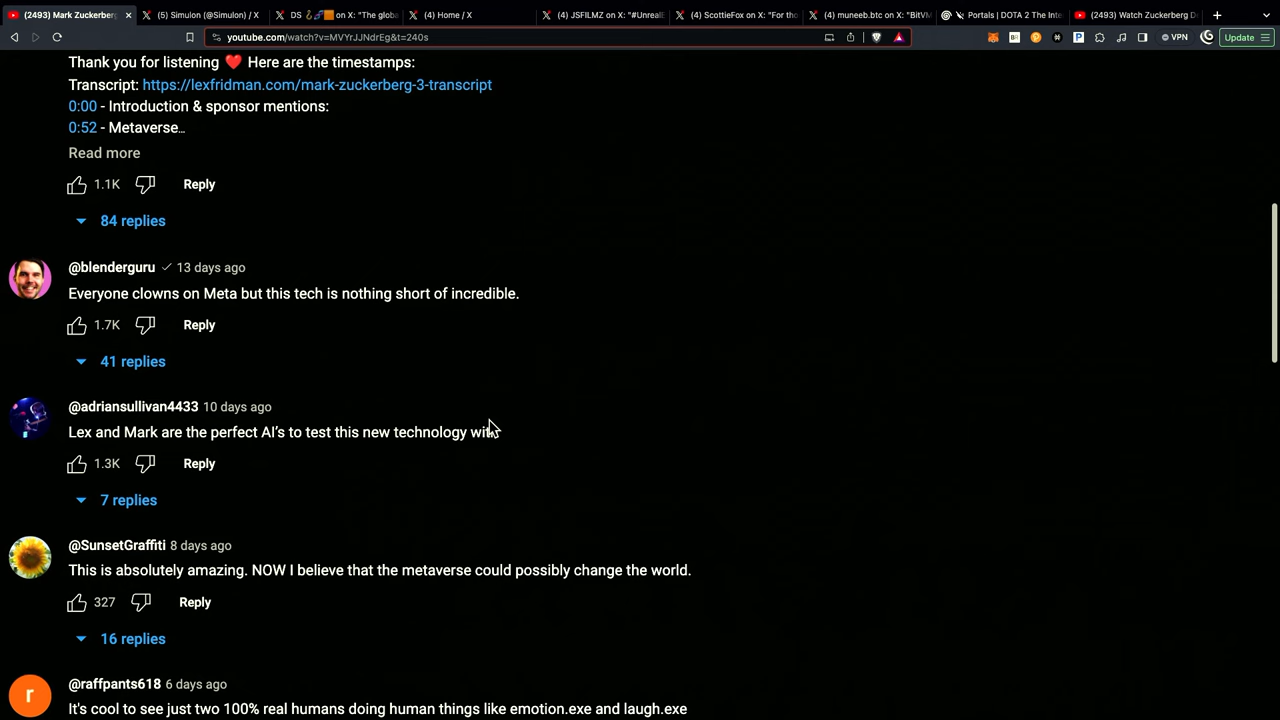 (2493) Mark Zuckerberg
(5) Simulon (@Simulon) / X
DS on X: "The globa
(4) Home / X
(4) JSFILMZ on X: "#UnrealE
(4) ScottieFox on X: "For tho
(4) muneeb.btc on X: "BitVM
Portals | DOTA 2 The Inte
(2493) Watch Zuckerberg De
youtube.com/watch?v=MVYrJJNdrEg&t=240s
VPN
Update
Thank you for listening ❤️ Here are the timestamps:
Transcript: https://lexfridman.com/mark-zuckerberg-3-transcript
0:00 - Introduction & sponsor mentions:
0:52 - Metaverse…
Read more
1.1K Reply
84 replies
@blenderguru ✓ 13 days ago
Everyone clowns on Meta but this tech is nothing short of incredible.
1.7K Reply
41 replies
@adriansullivan4433 10 days ago
Lex and Mark are the perfect AI's to test this new technology with
1.3K Reply
7 replies
@SunsetGraffiti 8 days ago
This is absolutely amazing. NOW I believe that the metaverse could possibly change the world.
327 Reply
16 replies
r
@raffpants618 6 days ago
It's cool to see just two 100% real humans doing human things like emotion.exe and laugh.exe